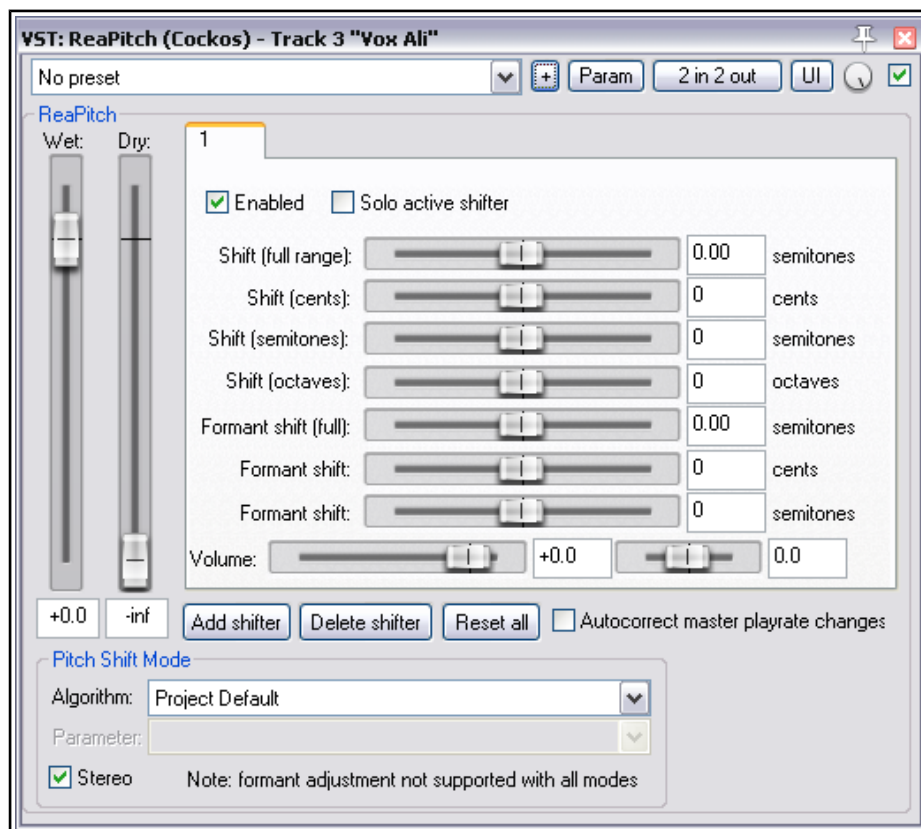 VST: ReaPitch (Cockos) - Track 3 "Vox Ali"
No preset + Param 2 in 2 out UI
ReaPitch
Wet: Dry: 1
Enabled Solo active shifter
Shift (full range): 0.00 semitones
Shift (cents): 0 cents
Shift (semitones): 0 semitones
Shift (octaves): 0 octaves
Formant shift (full): 0.00 semitones
Formant shift: 0 cents
Formant shift: 0 semitones
Volume: +0.0 0.0
+0.0 -inf Add shifter Delete shifter Reset all Autocorrect master playrate changes
Pitch Shift Mode
Algorithm: Project Default
Parameter:
Stereo Note: formant adjustment not supported with all modes